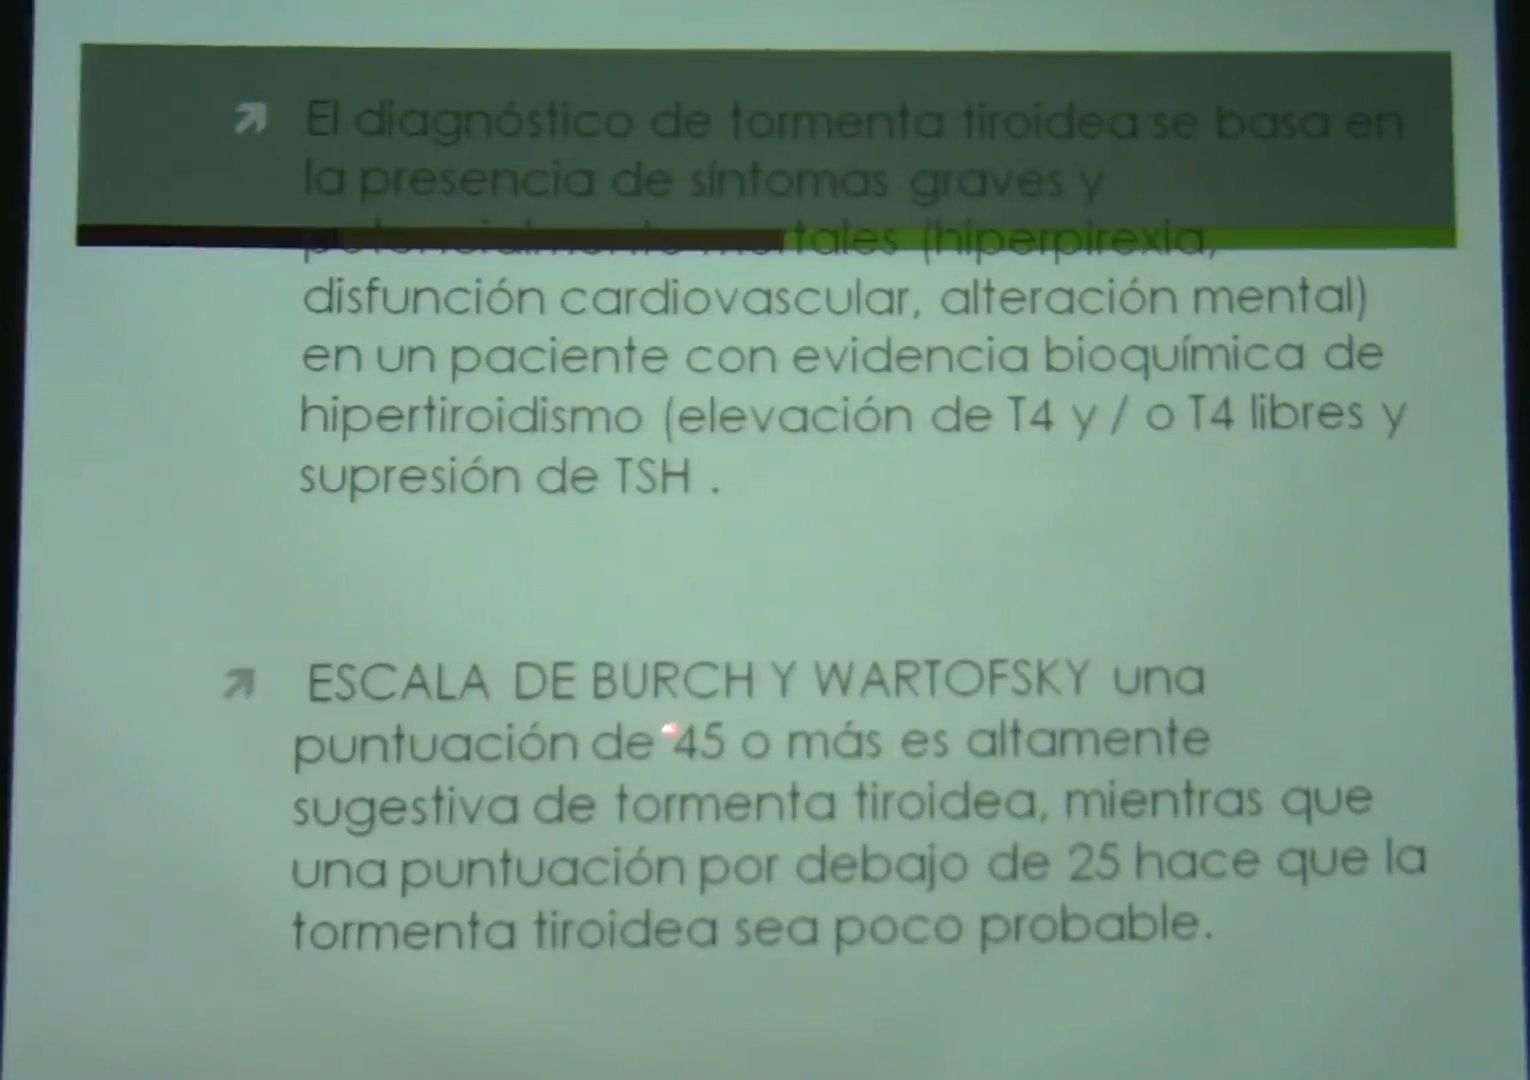 El diagnóstico de tormenta tiroidea se basa en
la presencia de síntomas graves y
potencialmente mortales (hiperpirexia,
disfunción cardiovascular, alteración mental)
en un paciente con evidencia bioquímica de
hipertiroidismo (elevación de T4 y / o T4 libres y
supresión de TSH .
ESCALA DE BURCH Y WARTOFSKY una
puntuación de 45 o más es altamente
sugestiva de tormenta tiroidea, mientras que
una puntuación por debajo de 25 hace que la
tormenta tiroidea sea poco probable.